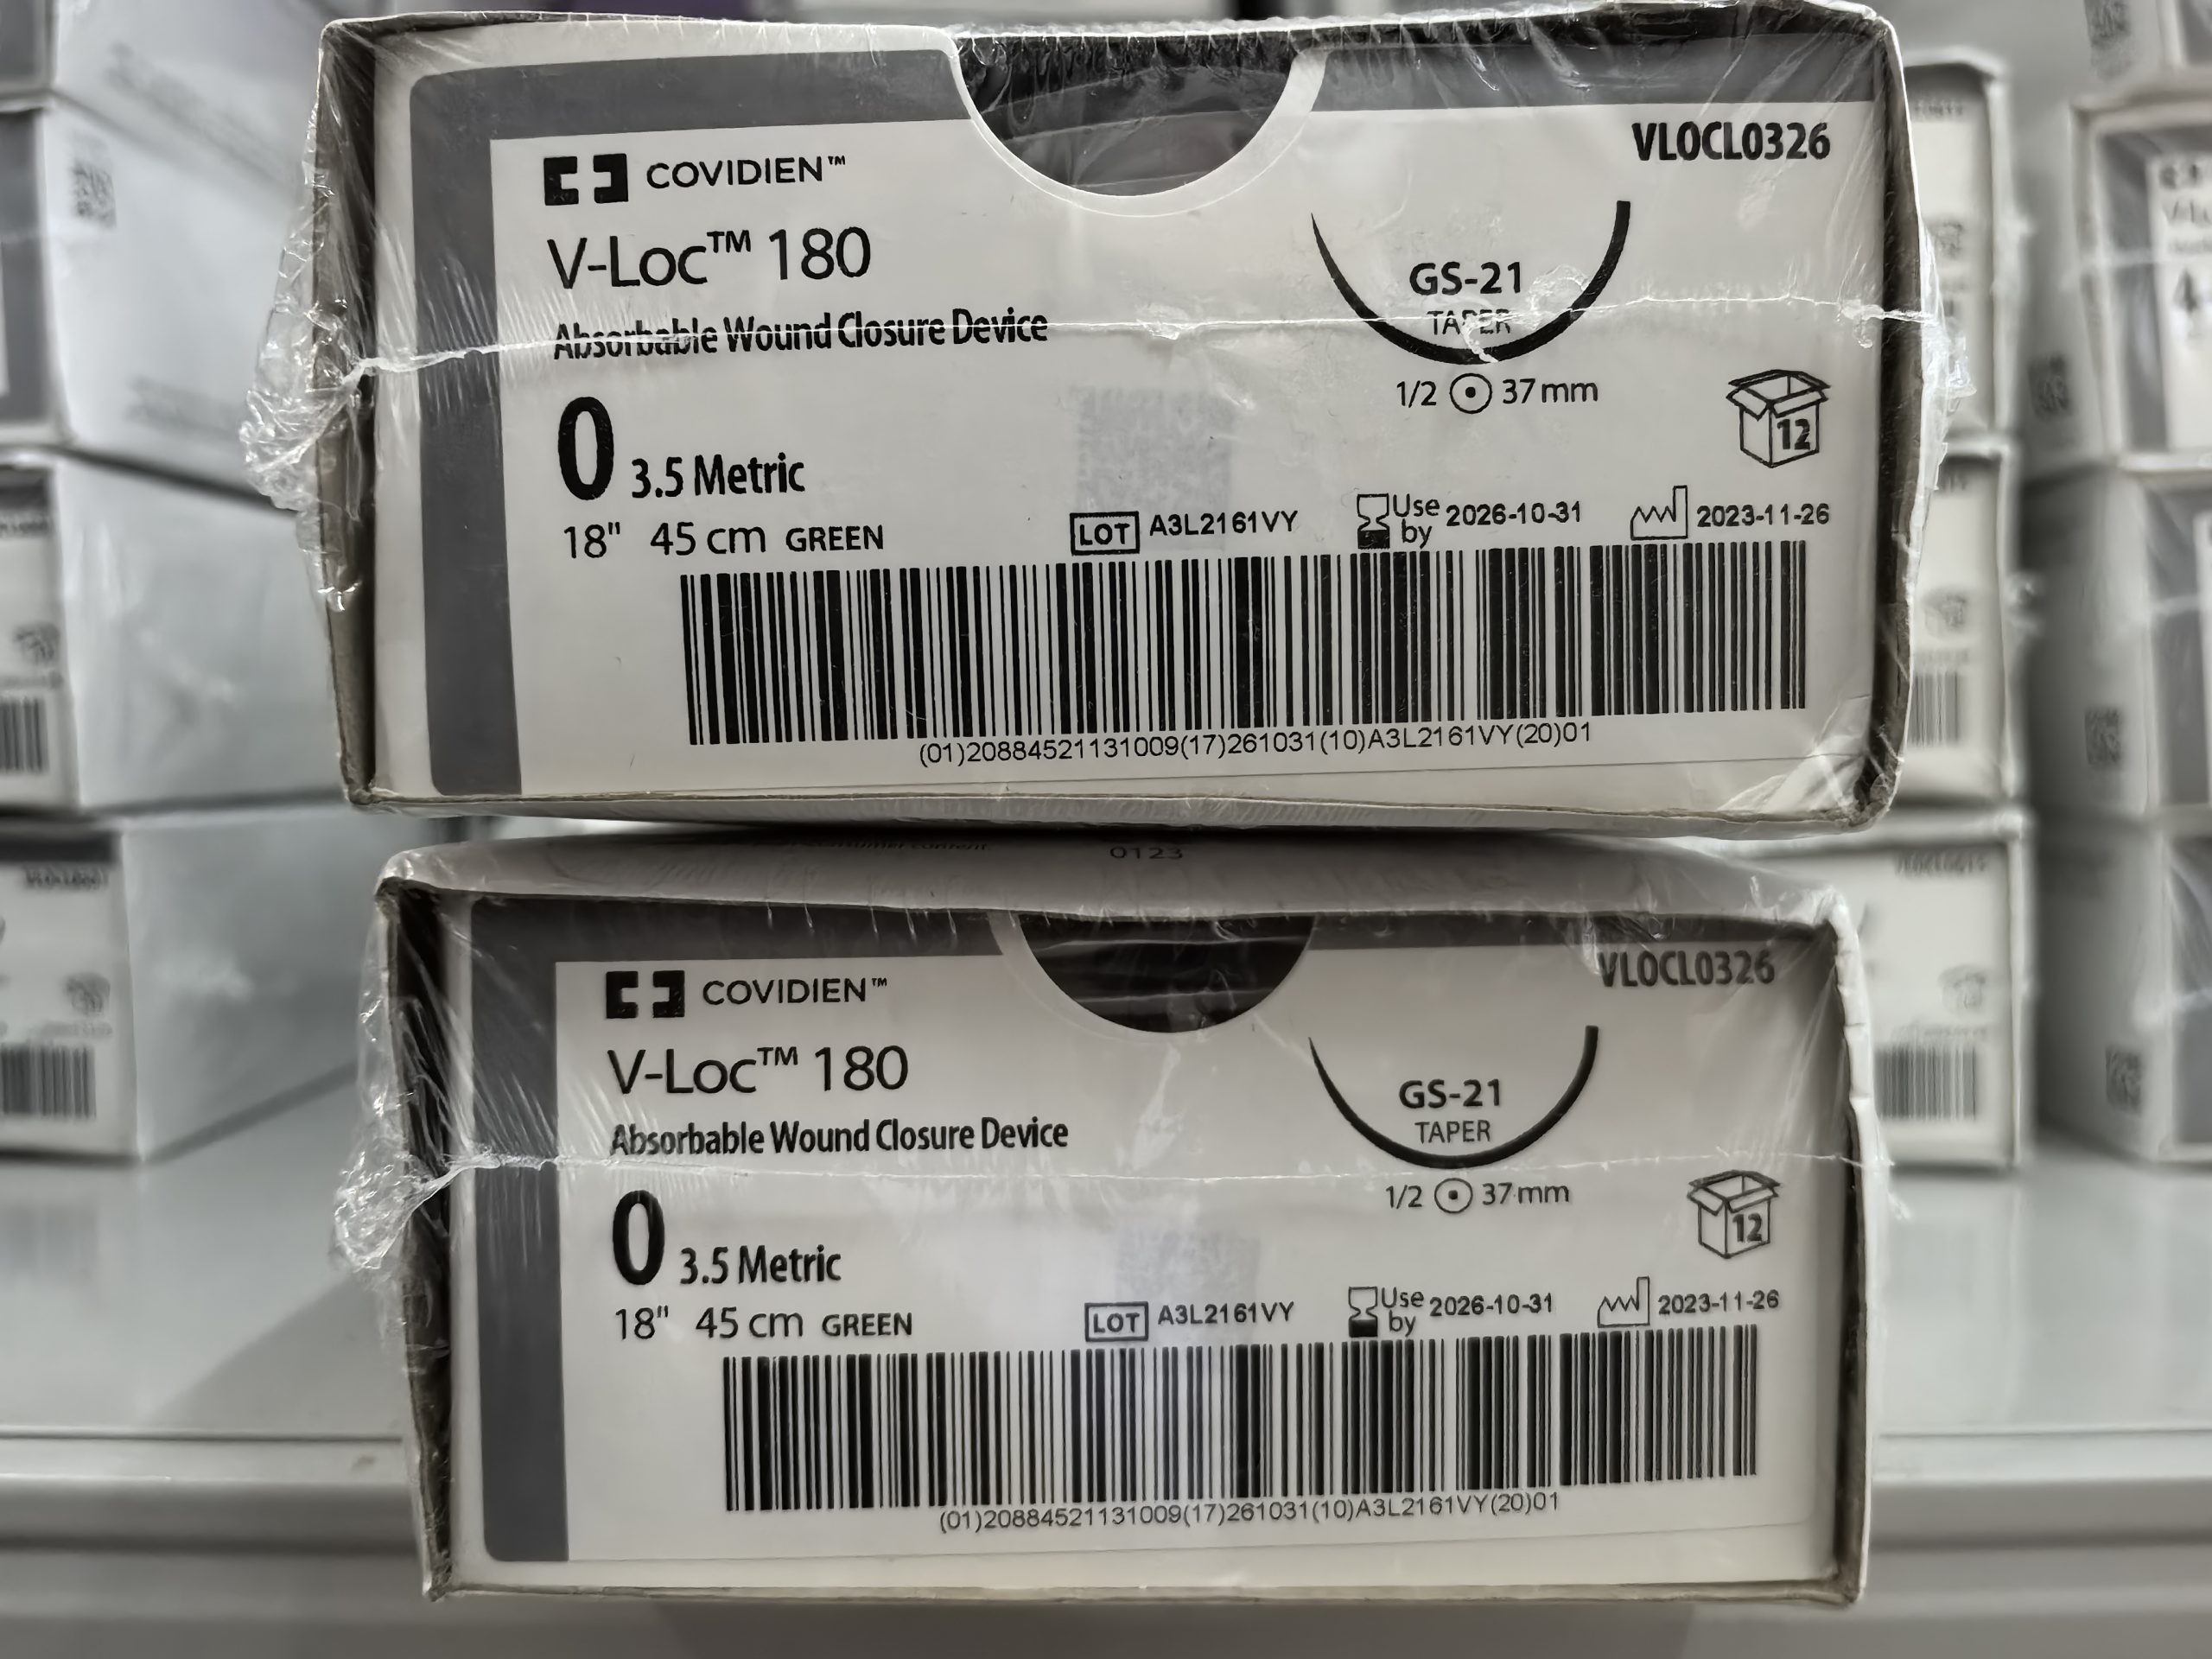 COVIDIEN™
VLOCL0326
V-Loc™ 180
GS-21
Absorbable Wound Closure Device
TAPER
1/2 37 mm
12
0 3.5 Metric
18" 45 cm GREEN
LOT A3L2161VY
Use by 2026-10-31
2023-11-26
(01)20884521131009(17)261031(10)A3L2161VY(20)01
0123
COVIDIEN™
VLOCL0326
V-Loc™ 180
GS-21
TAPER
Absorbable Wound Closure Device
1/2 37 mm
12
0 3.5 Metric
18" 45 cm GREEN
LOT A3L2161VY
Use by 2026-10-31
2023-11-26
(01)20884521131009(17)261031(10)A3L2161VY(20)01